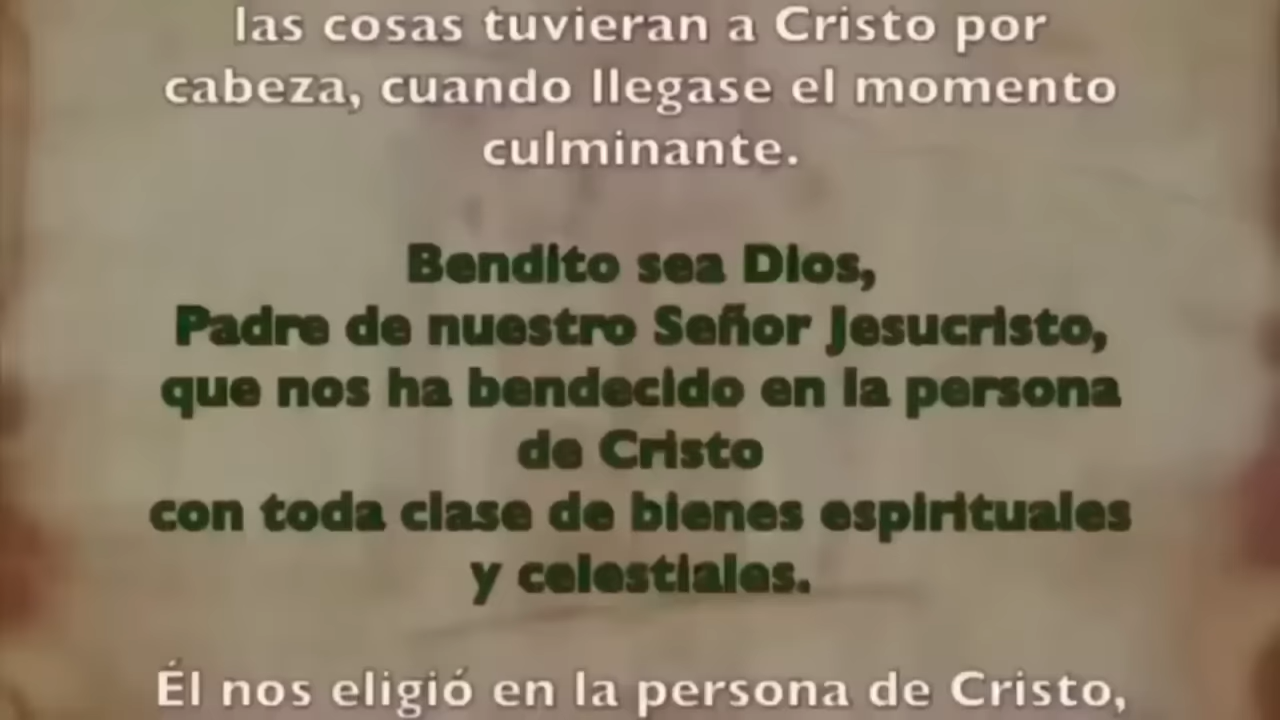 las cosas tuvieran a Cristo por
cabeza, cuando llegase el momento
culminante.
Bendito sea Dios,
Padre de nuestro Señor Jesucristo,
que nos ha bendecido en la persona
de Cristo
con toda clase de bienes espirituales
y celestiales.
Él nos eligió en la persona de Cristo,